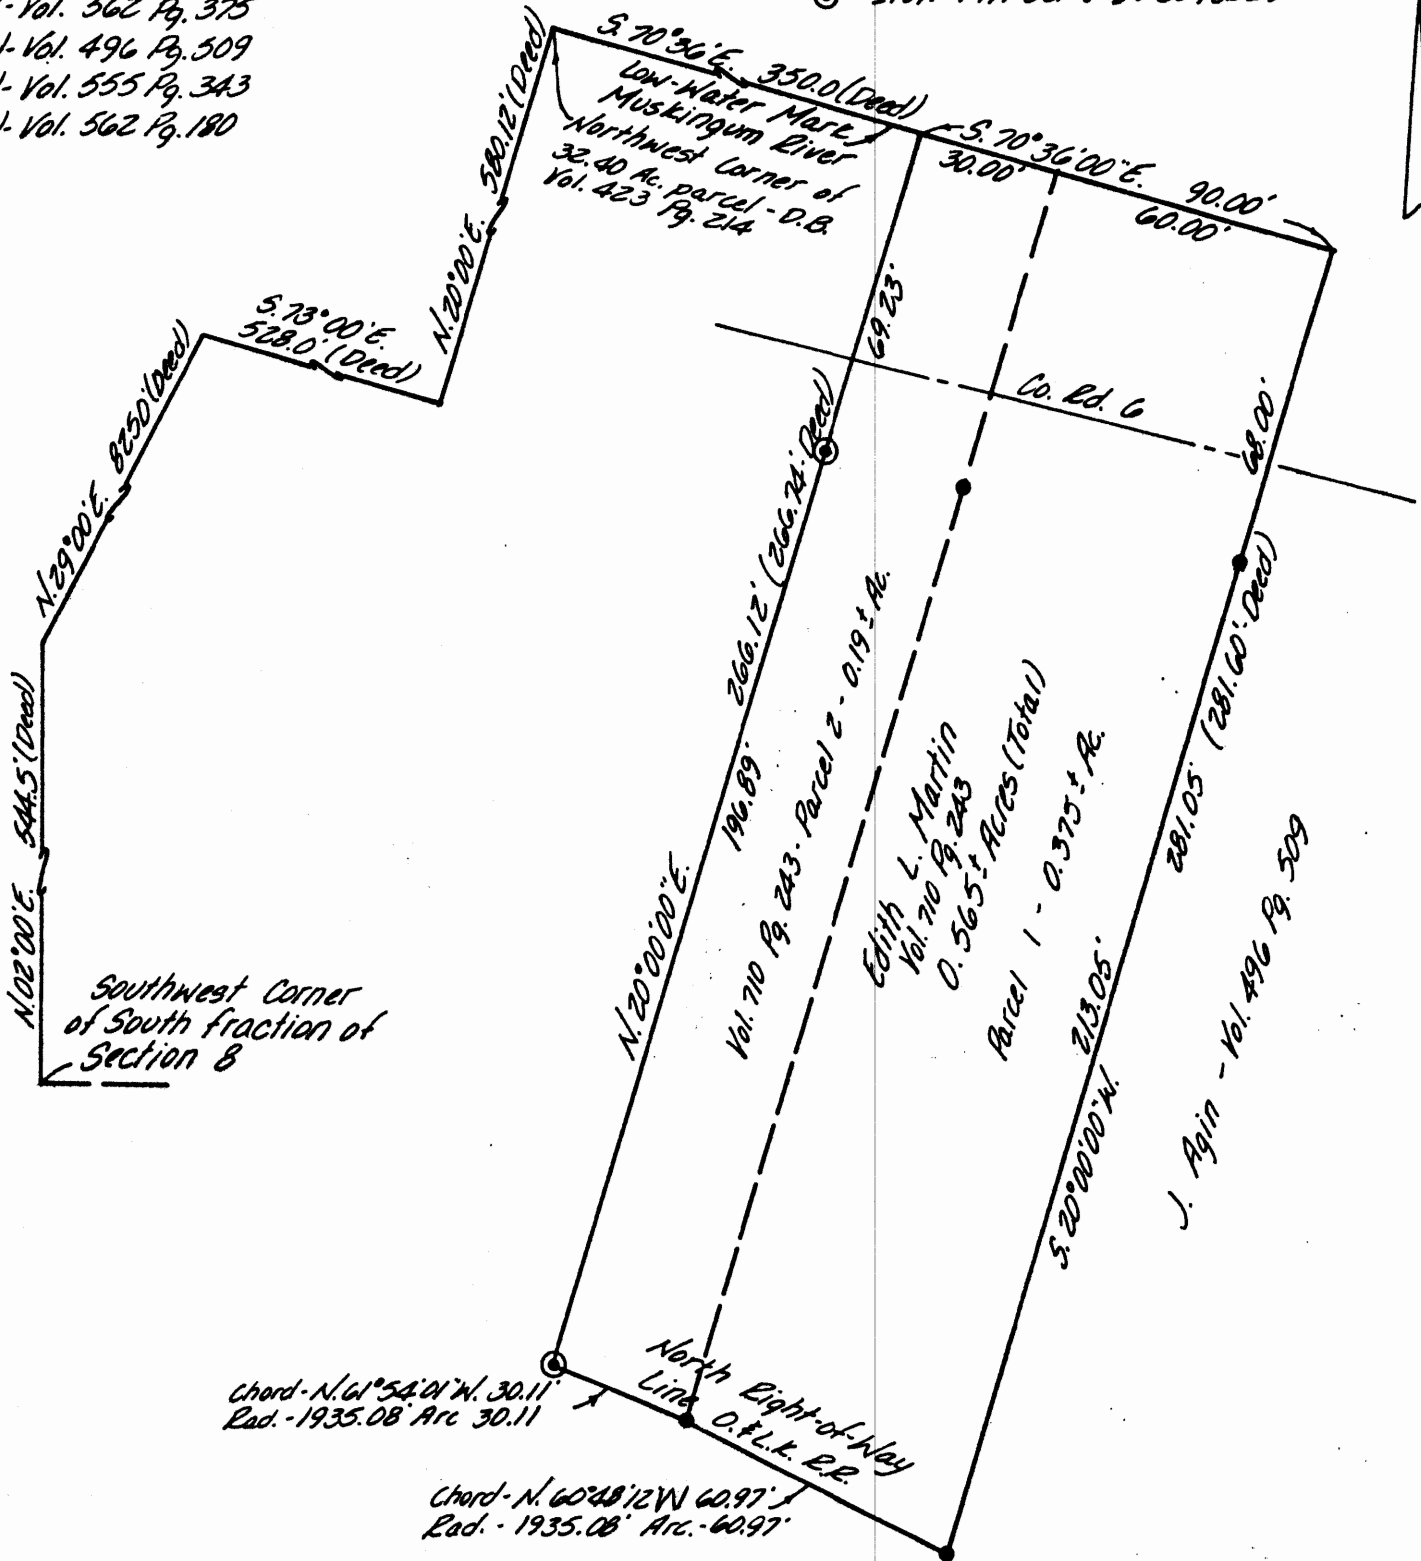 Vol. 562 Pg. 375
Vol. 496 Pg. 509
Vol. 555 Pg. 343
Vol. 562 Pg. 180
S. 70°36'E. 350.0 (Deed)
Low-Water Mark
Muskingum River
Northwest Corner of
32.40 Ac. parcel - D.B.
Vol. 423 Pg. 214
S. 70°36'00"E.
30.00'
90.00'
60.00'
N. 20°00'E. 580.12' (Deed)
S. 73°00'E.
528.0' (Deed)
N. 29°00'E. 825.0' (Deed)
N. 02°00'E. 544.5' (Deed)
Southwest Corner
of South fraction of
Section 8
69.23'
Co. Rd. 6
68.00'
266.12' (266.74'-Deed)
196.89'
N. 20°00'00"E.
Vol. 710 Pg. 243 - Parcel 2 - 0.19 ± Ac.
Edith L. Martin
Vol. 710 Pg. 243
0.565 ± Acres (Total)
Parcel 1 - 0.375 ± Ac.
281.05' (281.60'-Deed)
213.05'
S. 20°00'00"W.
J. Agin - Vol. 496 Pg. 509
North Right-of-Way
Line O. & L.K. R.R.
Chord - N. 61°54'01"W. 30.11'
Rad. - 1935.08' Arc 30.11
Chord - N. 60°48'12 W 60.97'
Rad. - 1935.08' Arc. - 60.97'